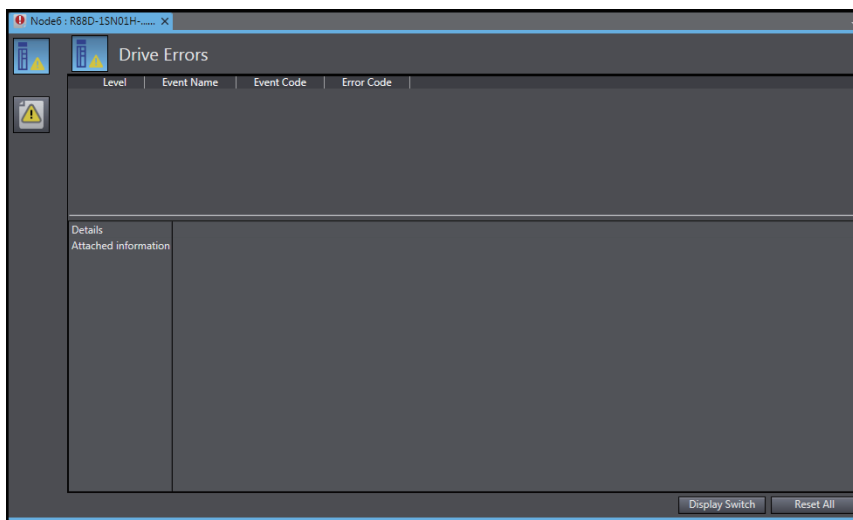 Node6 : R88D-1SN01H-......
Drive Errors
Level Event Name Event Code Error Code
Details
Attached information
Display Switch Reset All